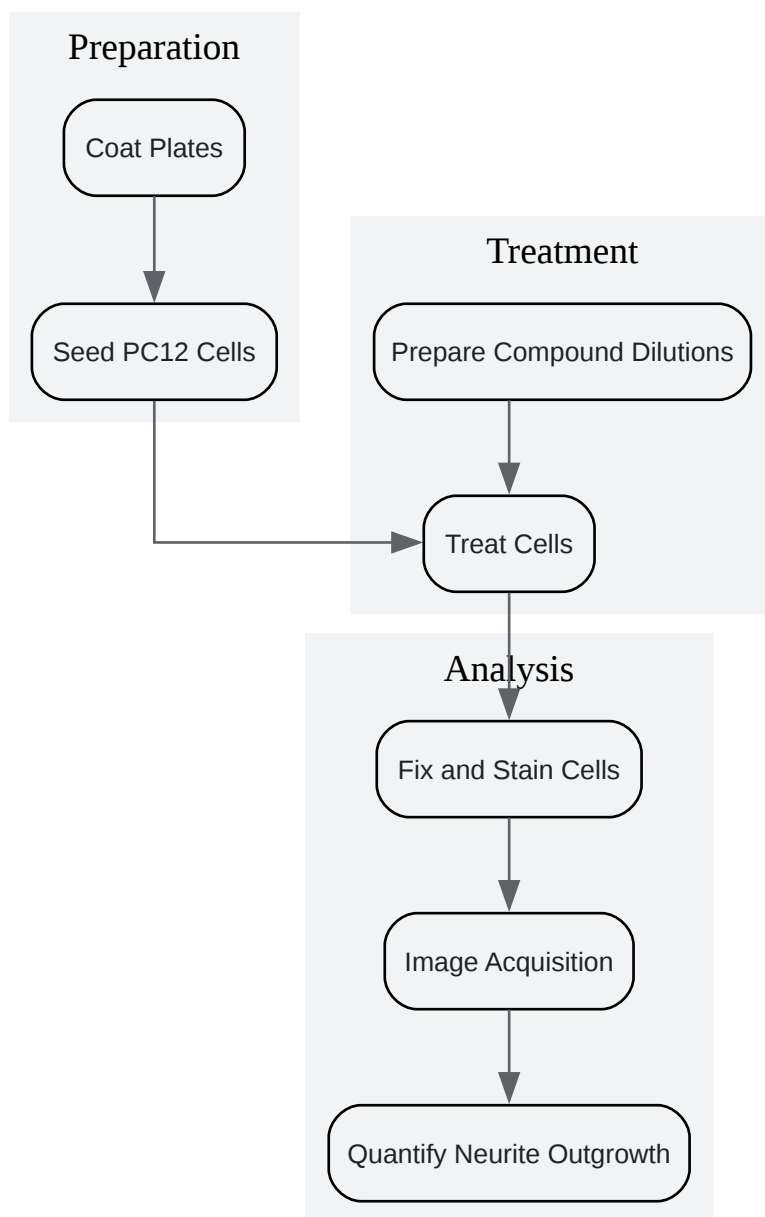 Preparation
Coat Plates
Seed PC12 Cells
Treatment
Prepare Compound Dilutions
Treat Cells
Analysis
Fix and Stain Cells
Image Acquisition
Quantify Neurite Outgrowth